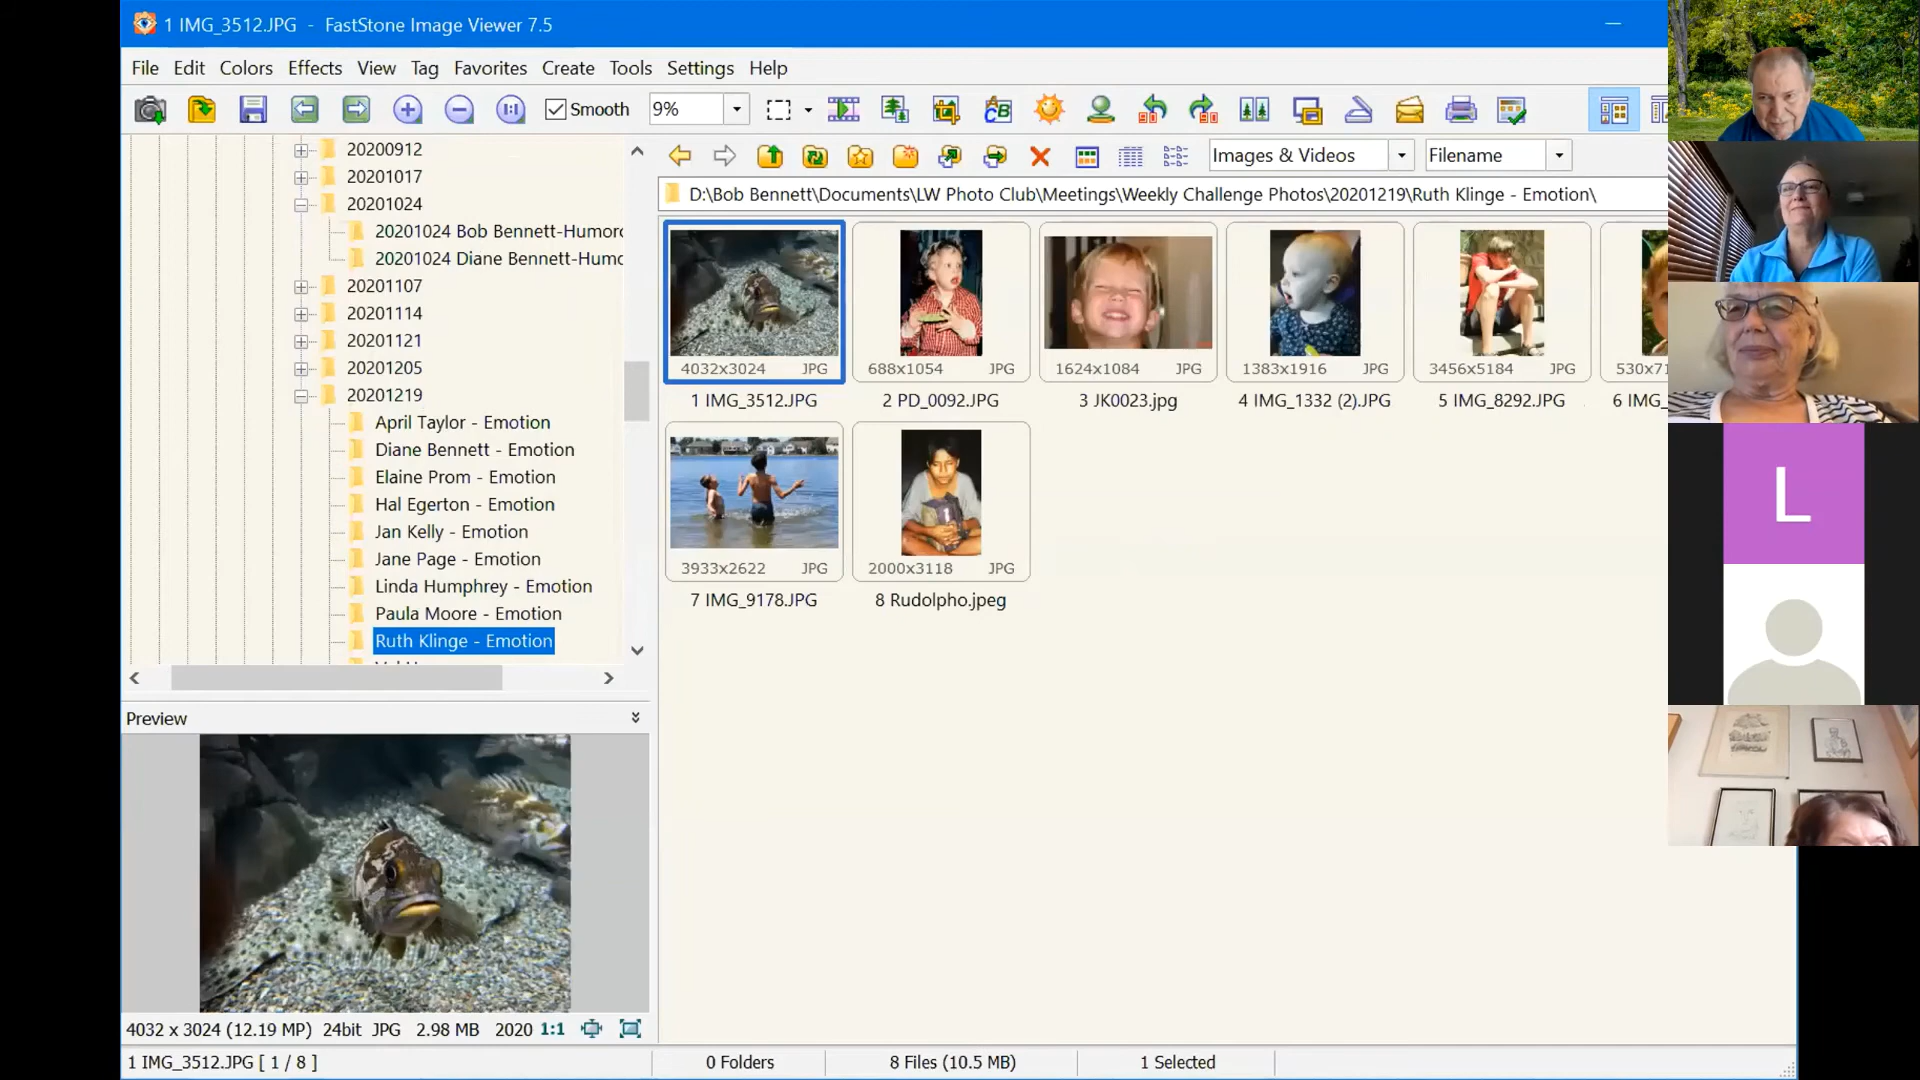 1 IMG_3512.JPG - FastStone Image Viewer 7.5
File Edit Colors Effects View Tag Favorites Create Tools Settings Help
Smooth 9%
Images & Videos Filename
D:\Bob Bennett\Documents\LW Photo Club\Meetings\Weekly Challenge Photos\20201219\Ruth Klinge - Emotion\
20200912
20201017
20201024
20201024 Bob Bennett-Humor
20201024 Diane Bennett-Humo
20201107
20201114
20201121
20201205
20201219
April Taylor - Emotion
Diane Bennett - Emotion
Elaine Prom - Emotion
Hal Egerton - Emotion
Jan Kelly - Emotion
Jane Page - Emotion
Linda Humphrey - Emotion
Paula Moore - Emotion
Ruth Klinge - Emotion
4032x3024 JPG
1 IMG_3512.JPG
688x1054 JPG
2 PD_0092.JPG
1624x1084 JPG
3 JK0023.jpg
1383x1916 JPG
4 IMG_1332 (2).JPG
3456x5184 JPG
5 IMG_8292.JPG
530x71
6 IMG_
3933x2622 JPG
7 IMG_9178.JPG
2000x3118 JPG
8 Rudolpho.jpeg
L
Preview
4032 x 3024 (12.19 MP) 24bit JPG 2.98 MB 2020 1:1
1 IMG_3512.JPG [ 1 / 8 ]
0 Folders
8 Files (10.5 MB)
1 Selected